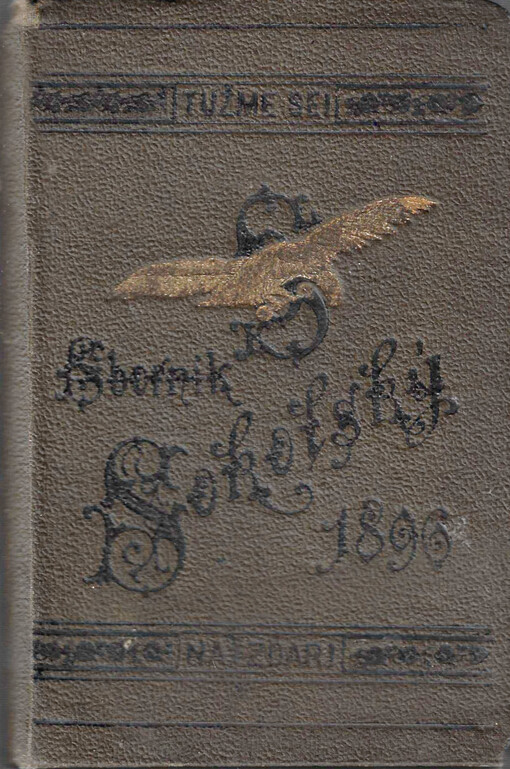 TUŽME SE!
S
Sborník
Sokolský
1896
NA ZDAR!